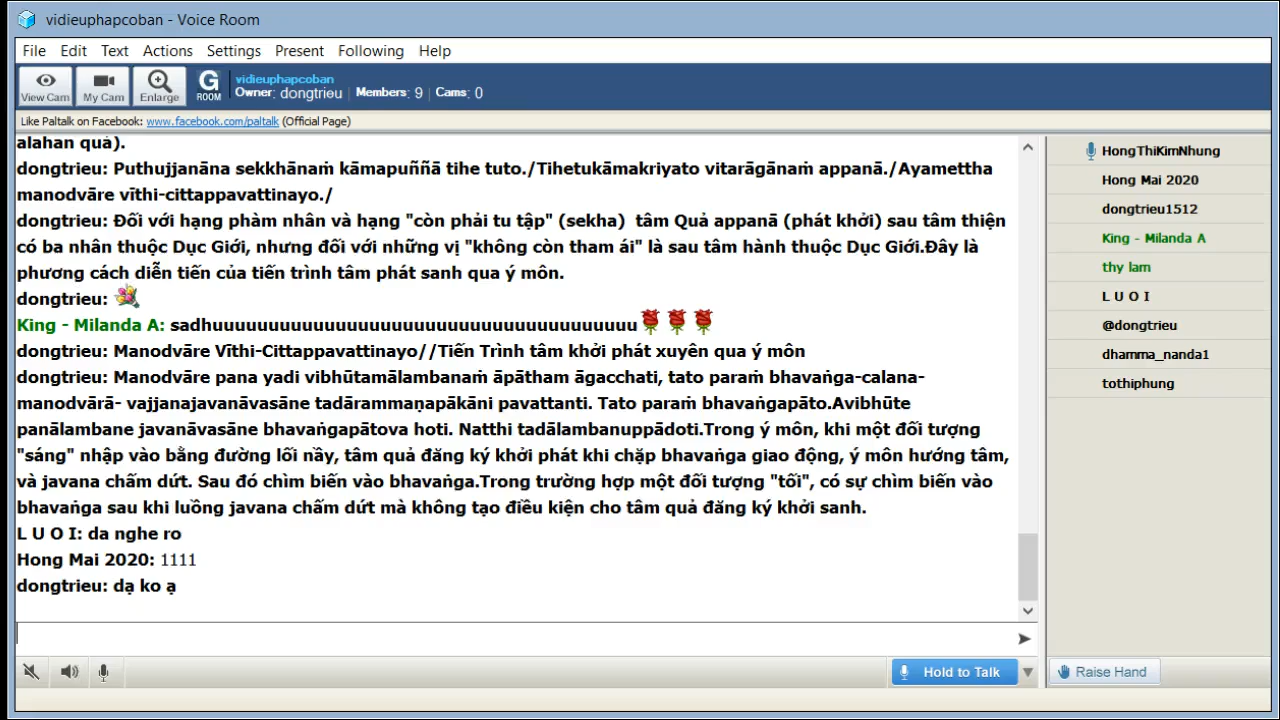 vidieuphapcoban - Voice Room
File Edit Text Actions Settings Present Following Help
View Cam My Cam Enlarge G ROOM vidieuphapcoban
Owner: dongtrieu Members: 9 Cams: 0
Like Paltalk on Facebook: www.facebook.com/paltalk (Official Page)
alahan quả).
dongtrieu: Puthujjanāna sekkhānaṁ kāmapuññā tihe tuto./Tihetukāmakriyato vitarāgānaṁ appanā./Ayamettha
manodvāre vīthi-cittappavattinayo./
dongtrieu: Đối với hạng phàm nhân và hạng "còn phải tu tập" (sekha) tâm Quả appanā (phát khởi) sau tâm thiện
có ba nhân thuộc Dục Giới, nhưng đối với những vị "không còn tham ái" là sau tâm hành thuộc Dục Giới.Đây là
phương cách diễn tiến của tiến trình tâm phát sanh qua ý môn.
dongtrieu:
King - Milanda A: sadhuuuuuuuuuuuuuuuuuuuuuuuuuuuuuuuuuuuuuu
dongtrieu: Manodvāre Vīthi-Cittappavattinayo//Tiến Trình tâm khởi phát xuyên qua ý môn
dongtrieu: Manodvāre pana yadi vibhūtamālambanaṁ āpātham āgacchati, tato paraṁ bhavaṅga-calana-
manodvārā- vajjanajavanāvasāne tadārammaṇapākāni pavattanti. Tato paraṁ bhavaṅgapāto.Avibhūte
panālambane javanāvasāne bhavaṅgapātova hoti. Natthi tadālambanuppādoti.Trong ý môn, khi một đối tượng
"sáng" nhập vào bằng đường lối nầy, tâm quả đăng ký khởi phát khi chặp bhavaṅga giao động, ý môn hướng tâm,
và javana chấm dứt. Sau đó chìm biến vào bhavaṅga.Trong trường hợp một đối tượng "tối", có sự chìm biến vào
bhavaṅga sau khi luồng javana chấm dứt mà không tạo điều kiện cho tâm quả đăng ký khởi sanh.
L U O I: da nghe ro
Hong Mai 2020: 1111
dongtrieu: dạ ko ạ
Hold to Talk
HongThiKimNhung
Hong Mai 2020
dongtrieu1512
King - Milanda A
thy lam
L U O I
@dongtrieu
dhamma_nanda1
tothiphung
Raise Hand